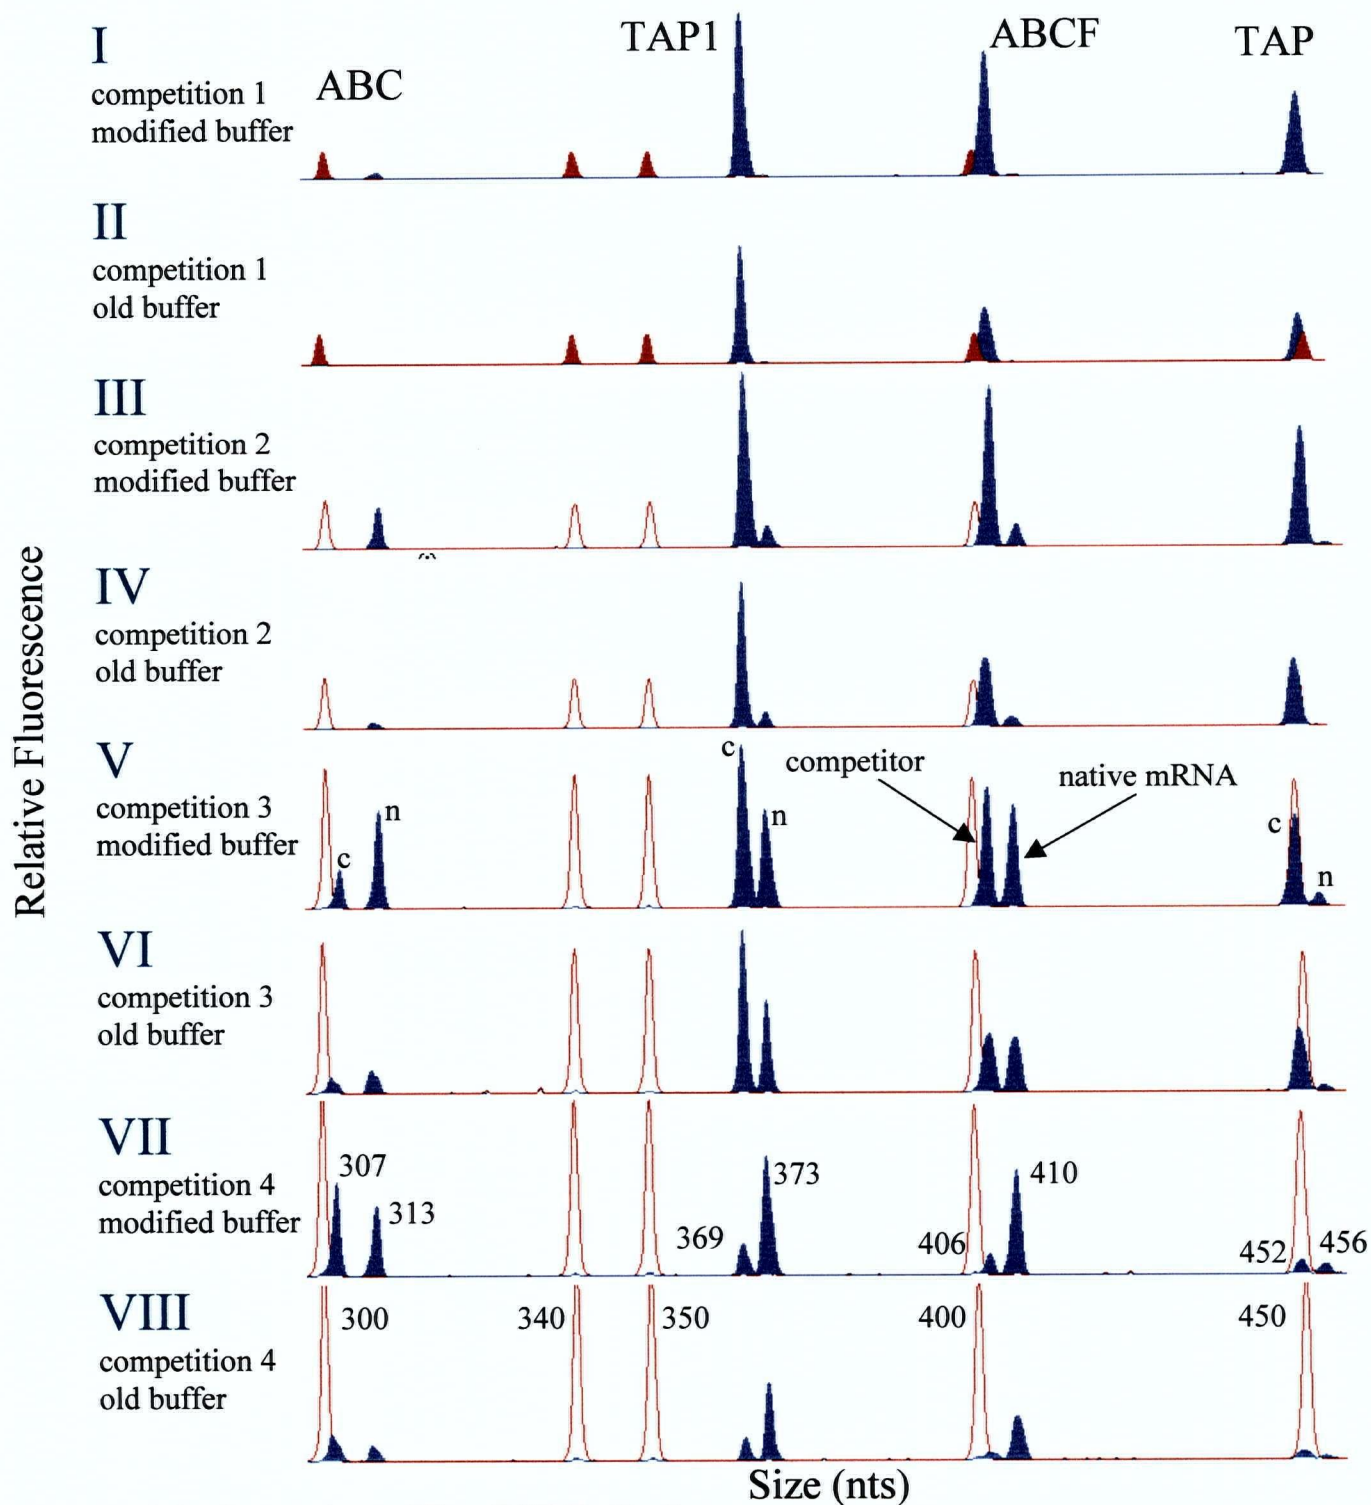 I
competition 1
modified buffer
ABC
TAP1
ABCF
TAP
II
competition 1
old buffer
III
competition 2
modified buffer
IV
competition 2
old buffer
V
competition 3
modified buffer
c
n
c
n
competitor
native mRNA
c
n
VI
competition 3
old buffer
VII
competition 4
modified buffer
307
313
369
373
406
410
452
456
VIII
competition 4
old buffer
300
340
350
400
450
Relative Fluorescence
Size (nts)